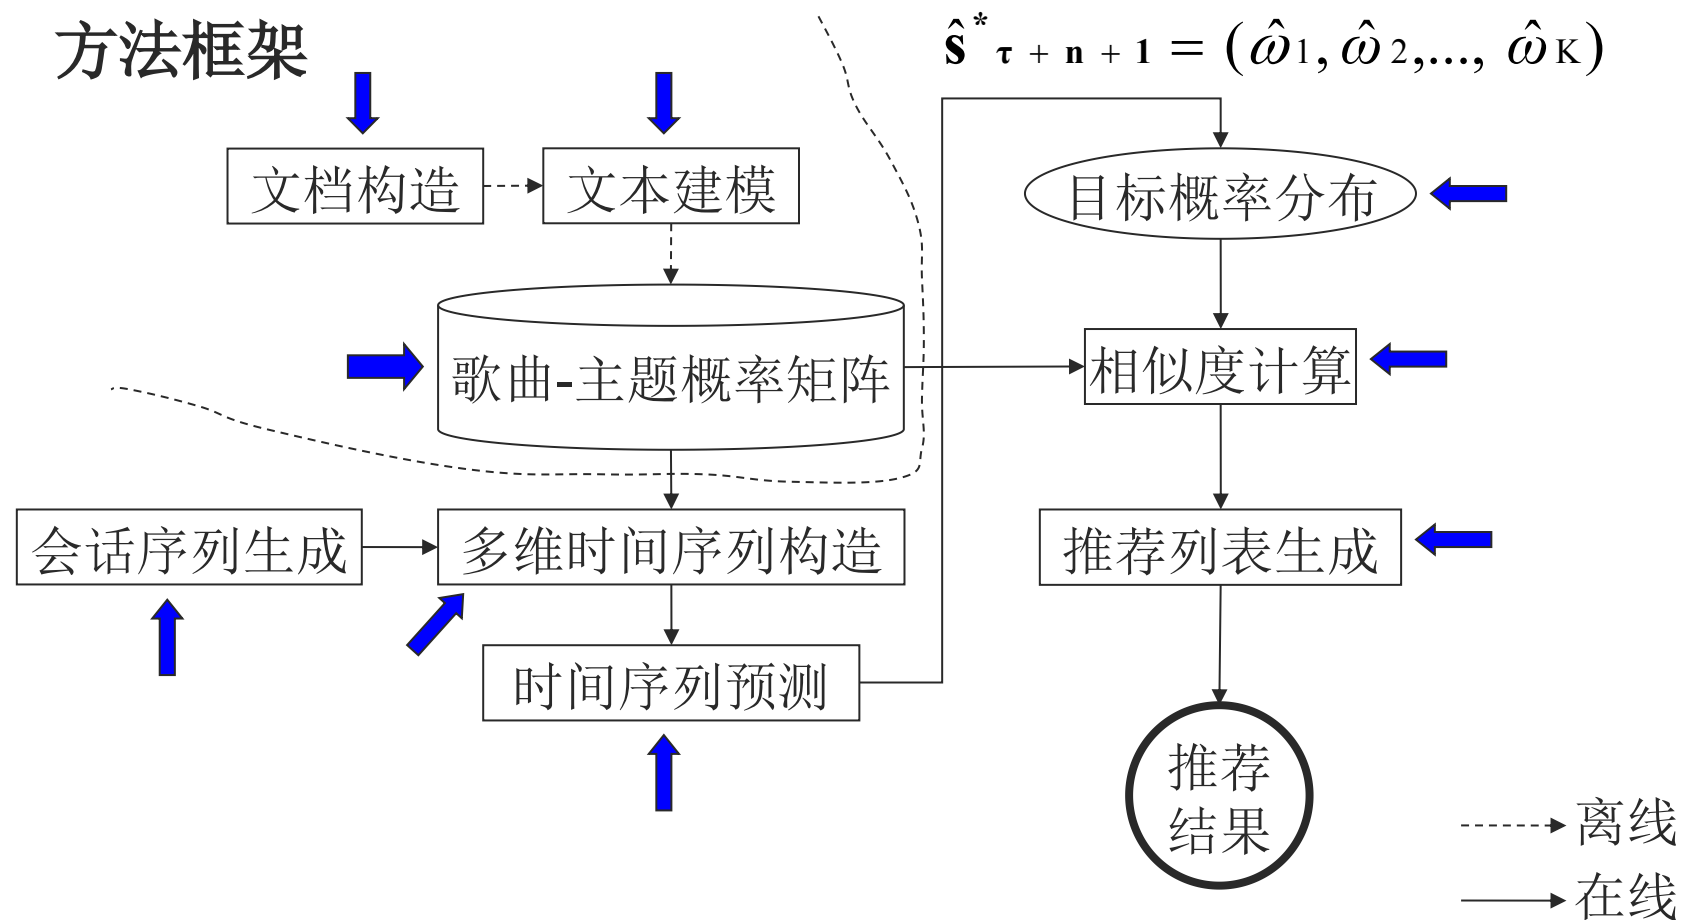 方法框架
ŝ* τ + n + 1 = (ω̂ 1, ω̂ 2,..., ω̂ K)
文档构造
文本建模
目标概率分布
歌曲-主题概率矩阵
相似度计算
会话序列生成
多维时间序列构造
推荐列表生成
时间序列预测
推荐
结果
离线
在线